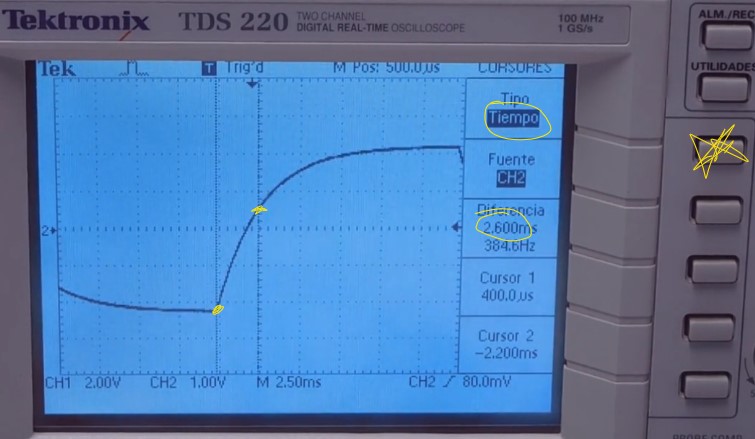 Tektronix TDS 220 TWO CHANNEL DIGITAL REAL-TIME OSCILLOSCOPE
100 MHz
1 GS/s
ALM./REC
UTILIDADES
Tek T Trig'd M Pos: 500.0µs CURSORES
Tipo
Tiempo
Fuente
CH2
Diferencia
2.600ms
384.6Hz
Cursor 1
400.0µs
Cursor 2
-2.200ms
2
CH1 2.00V CH2 1.00V M 2.50ms CH2 80.0mV